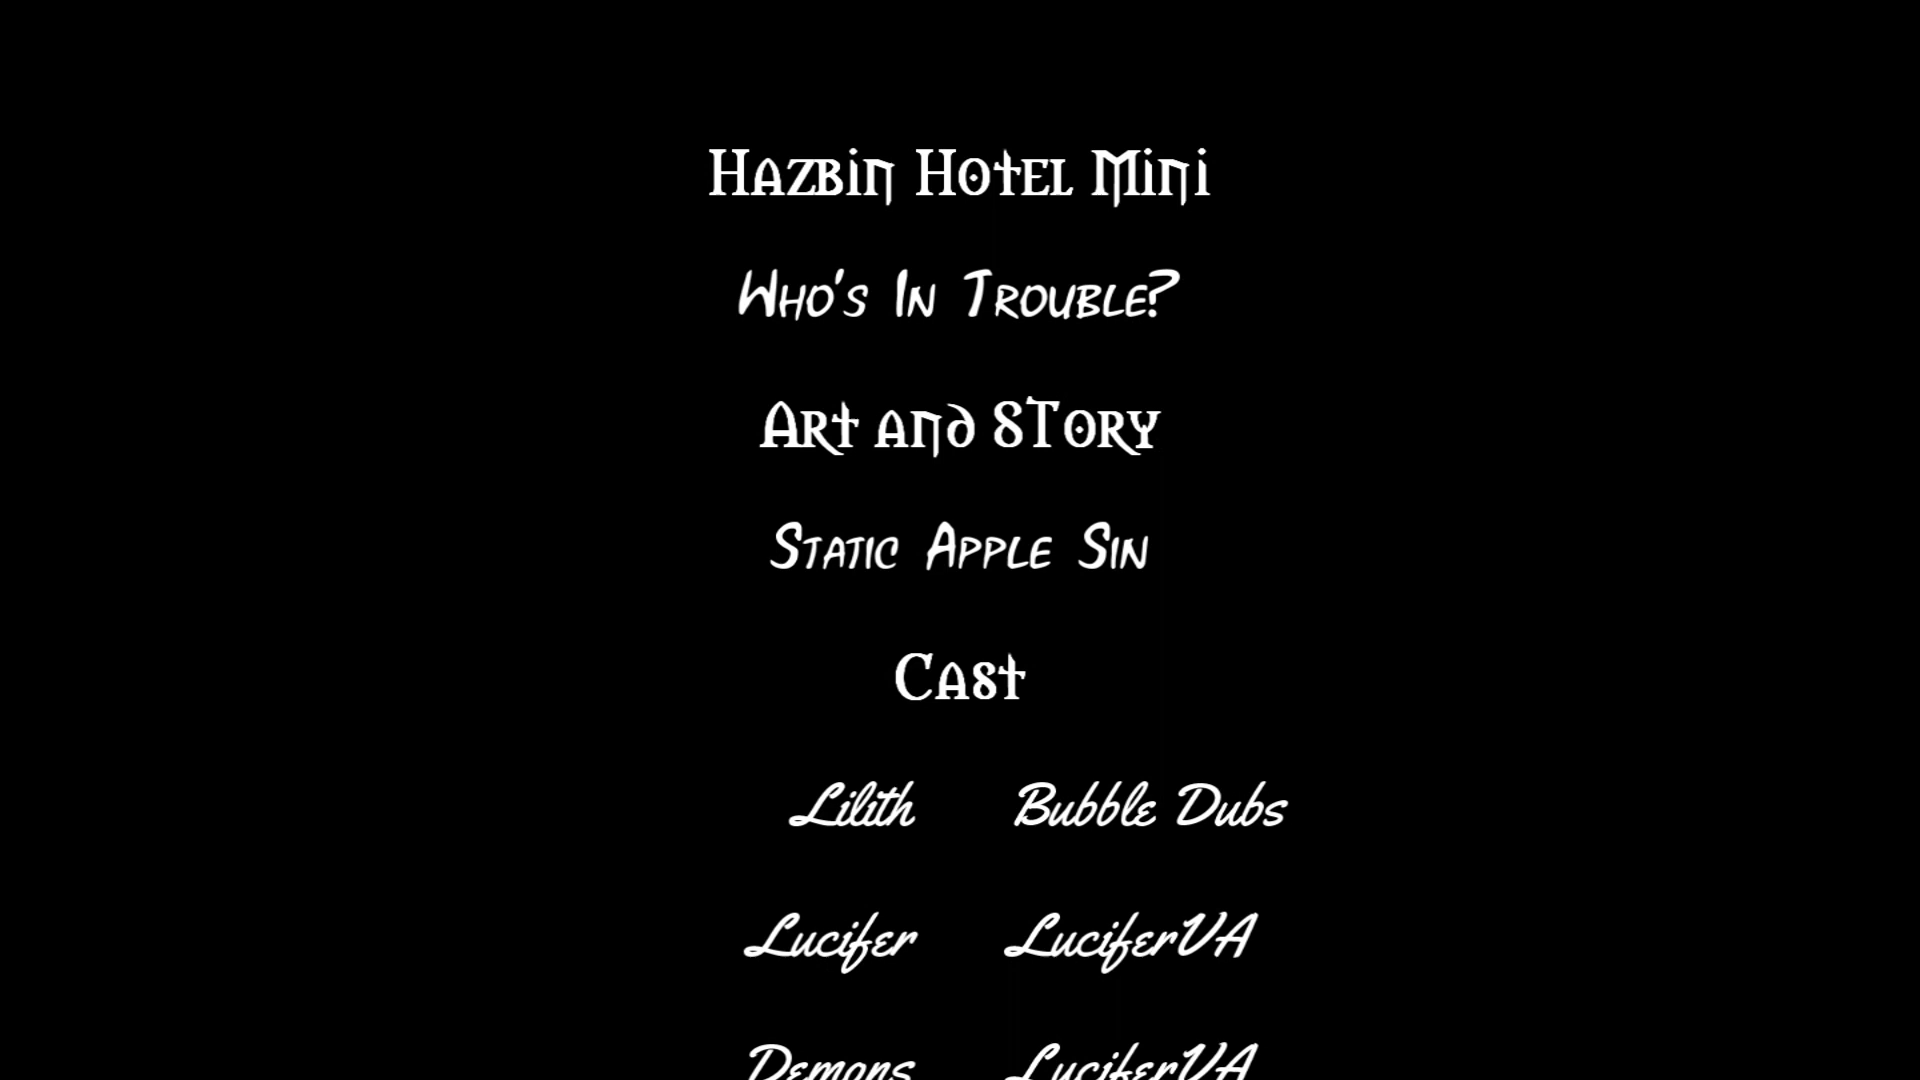 Hazbin Hotel Mini
Who's In Trouble?
Art and STory
Static Apple Sin
Cast
Lilith Bubble Dubs
Lucifer LuciferVA
Demons LuciferVA